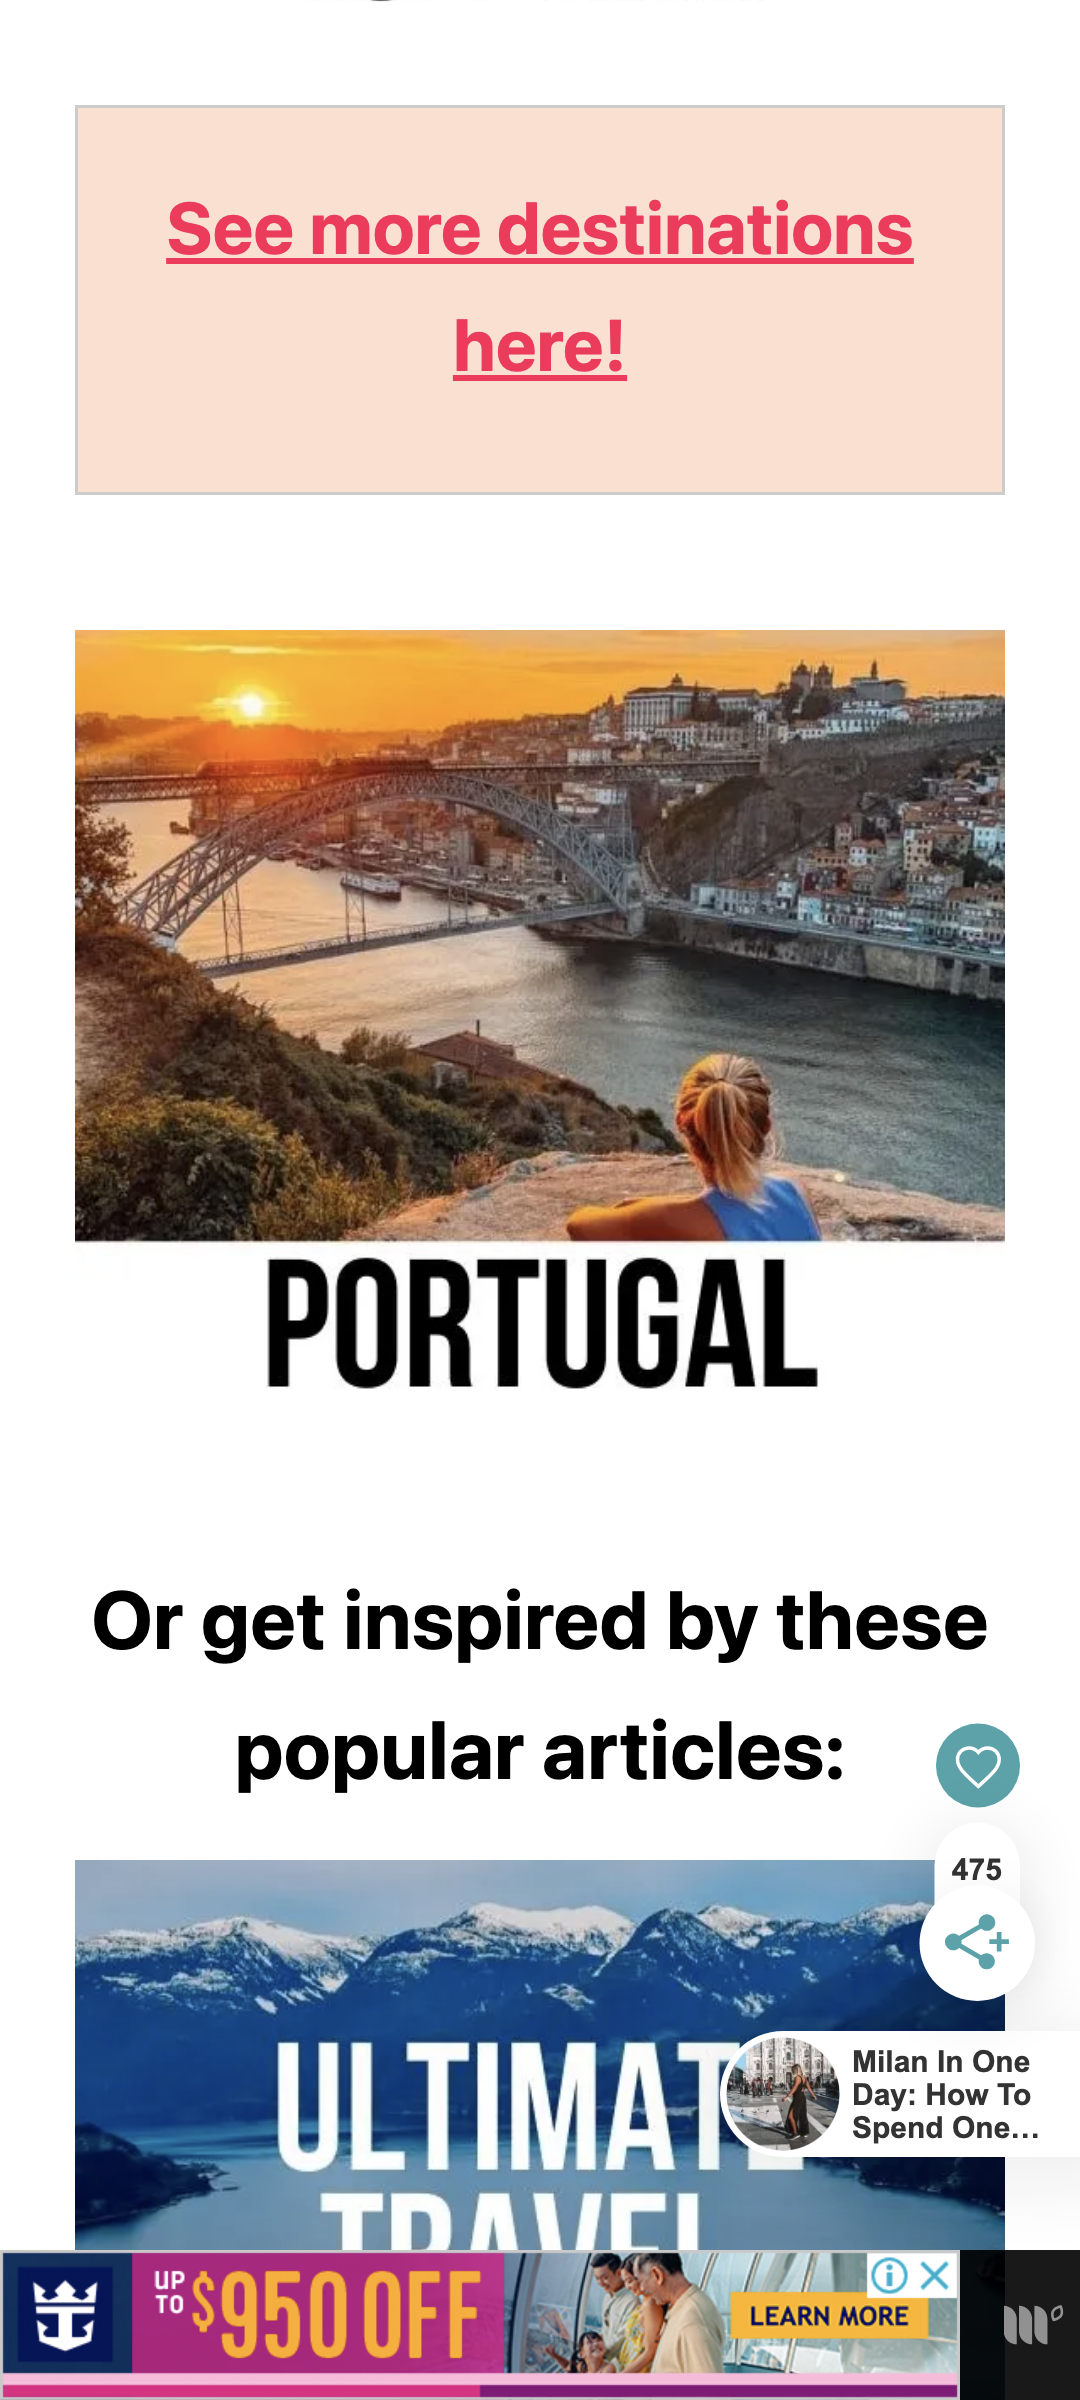 See more destinations
here!
PORTUGAL
Or get inspired by these
popular articles:
475
ULTIMATE
TRAVEL
Milan In One
Day: How To
Spend One...
UP
TO
$950 OFF
LEARN MORE